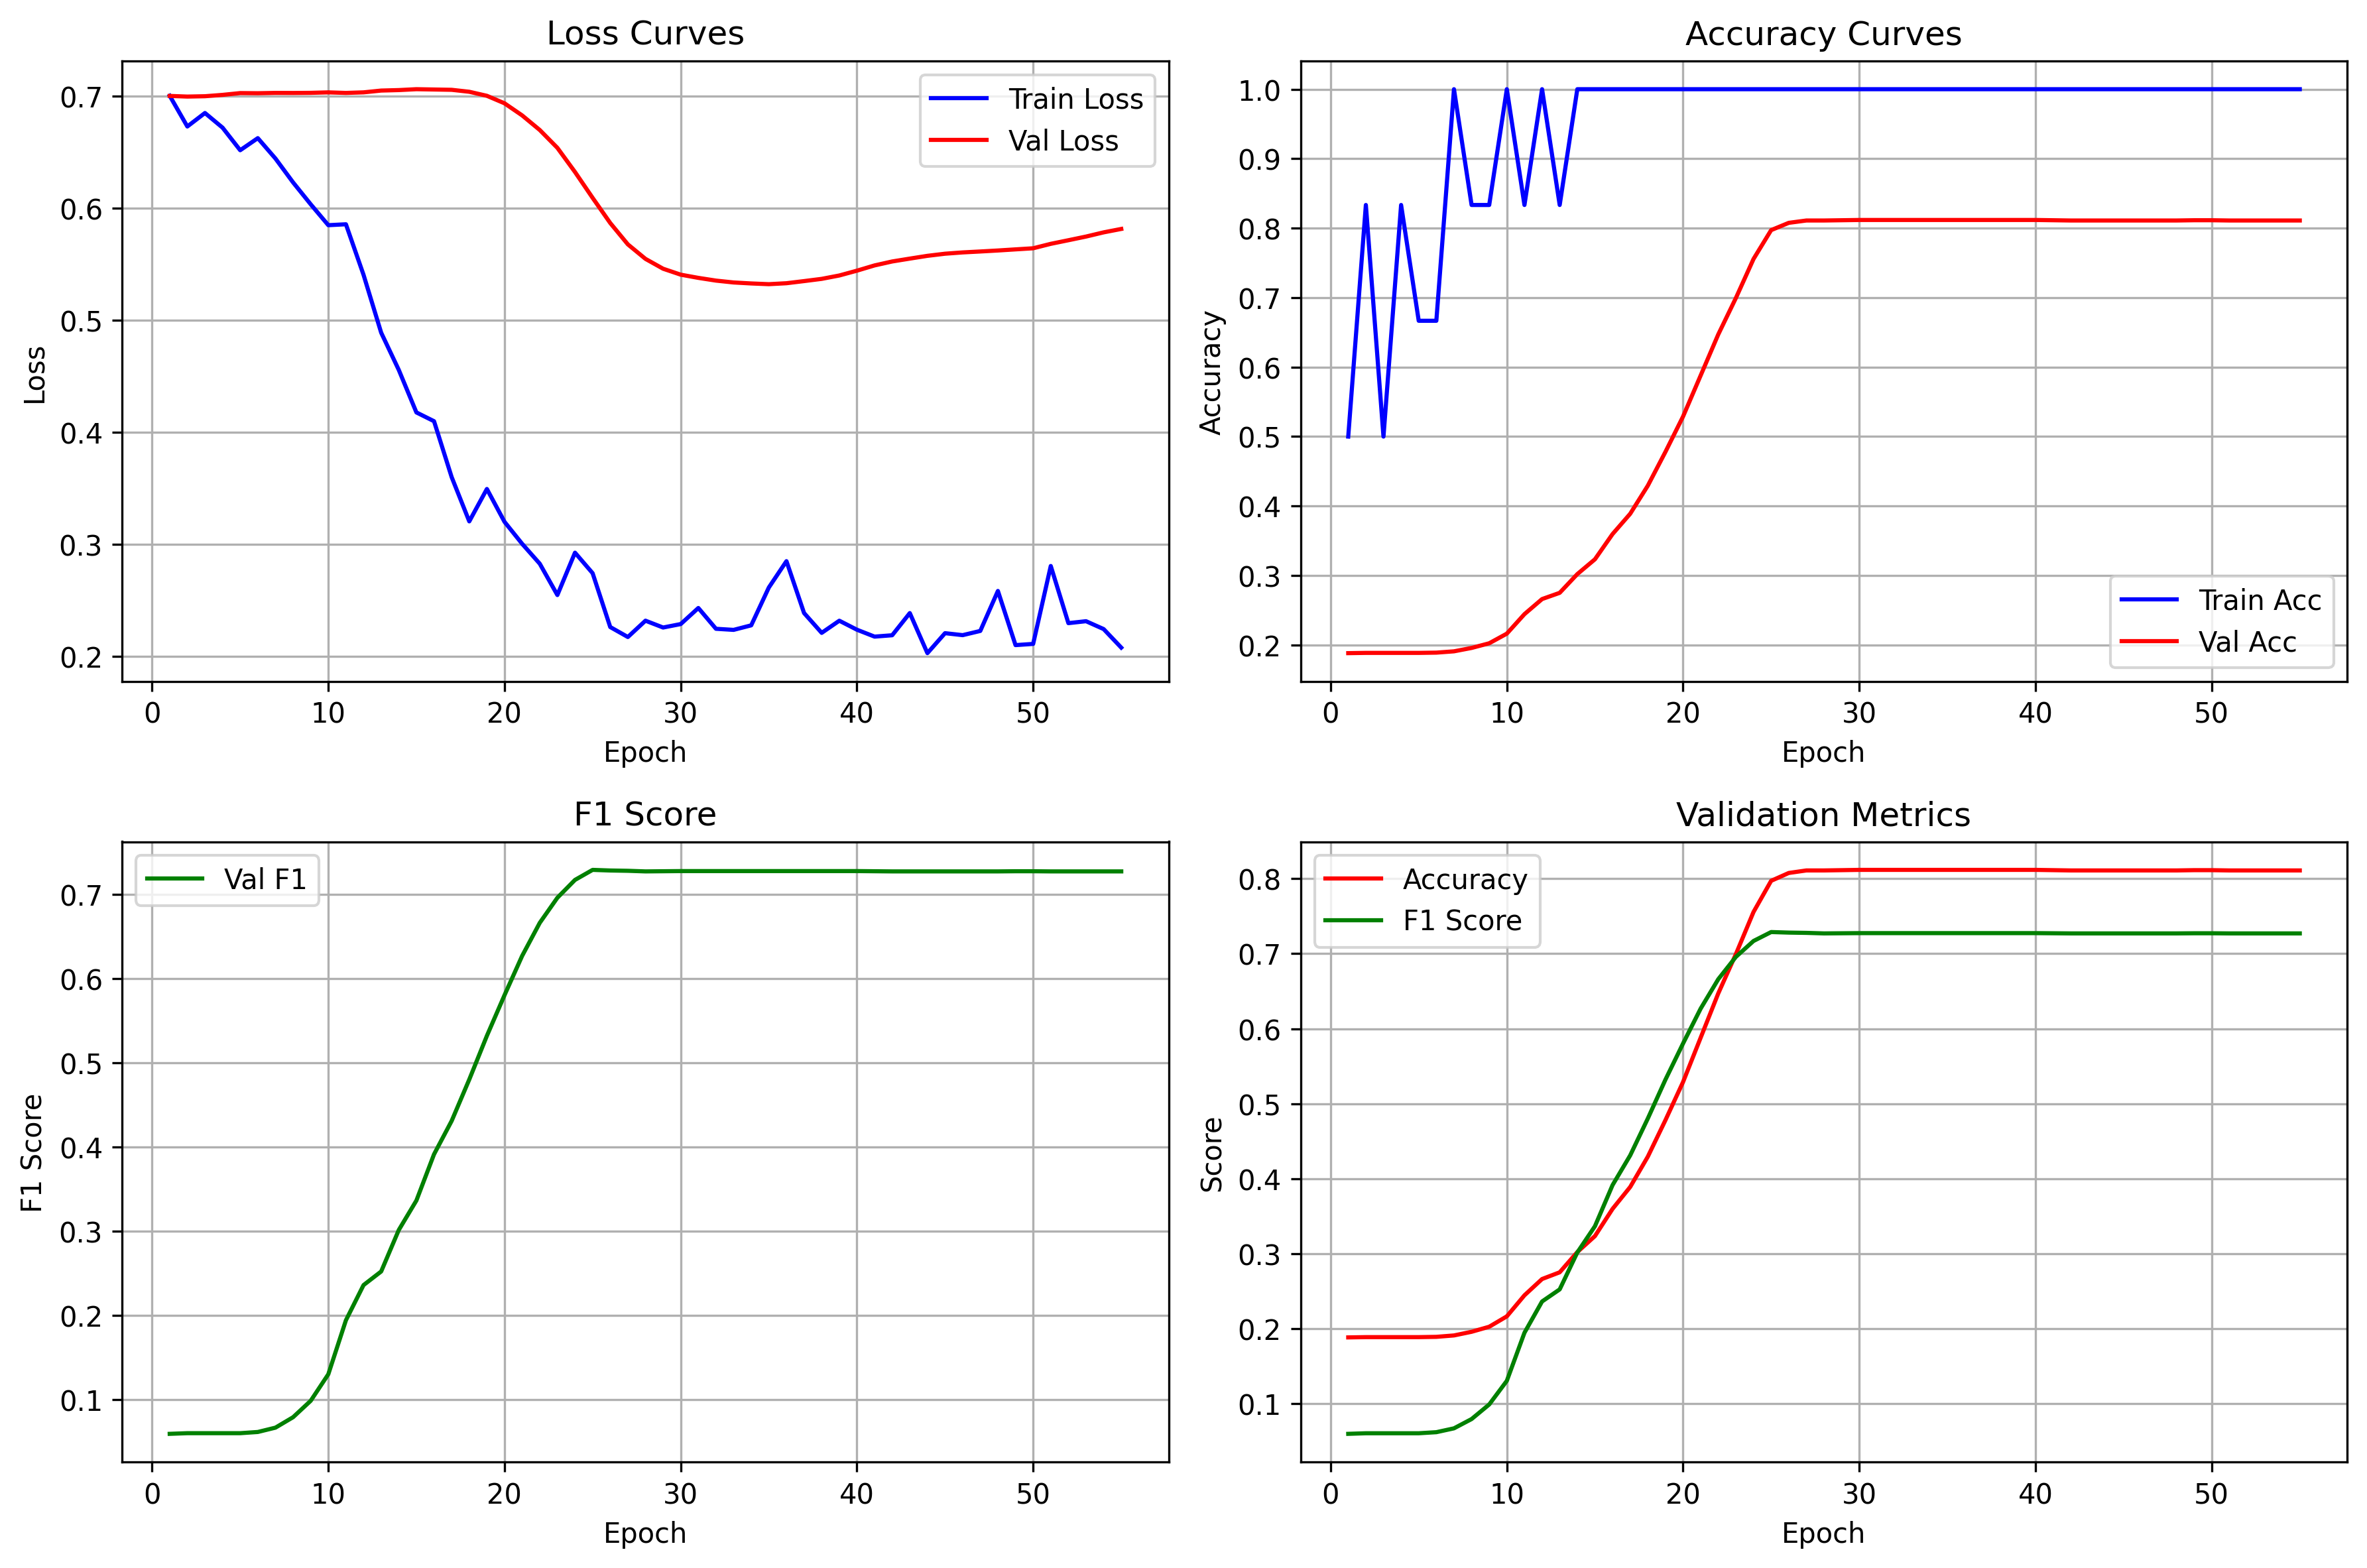 Loss Curves
0.7
0.6
0.5
0.4
0.3
0.2
Loss
Train Loss
Val Loss
0 10 20 30 40 50
Epoch
Accuracy Curves
1.0
0.9
0.8
0.7
0.6
0.5
0.4
0.3
0.2
Accuracy
Train Acc
Val Acc
0 10 20 30 40 50
Epoch
F1 Score
Val F1
0.7
0.6
0.5
0.4
0.3
0.2
0.1
F1 Score
0 10 20 30 40 50
Epoch
Validation Metrics
Accuracy
F1 Score
0.8
0.7
0.6
0.5
0.4
0.3
0.2
0.1
Score
0 10 20 30 40 50
Epoch